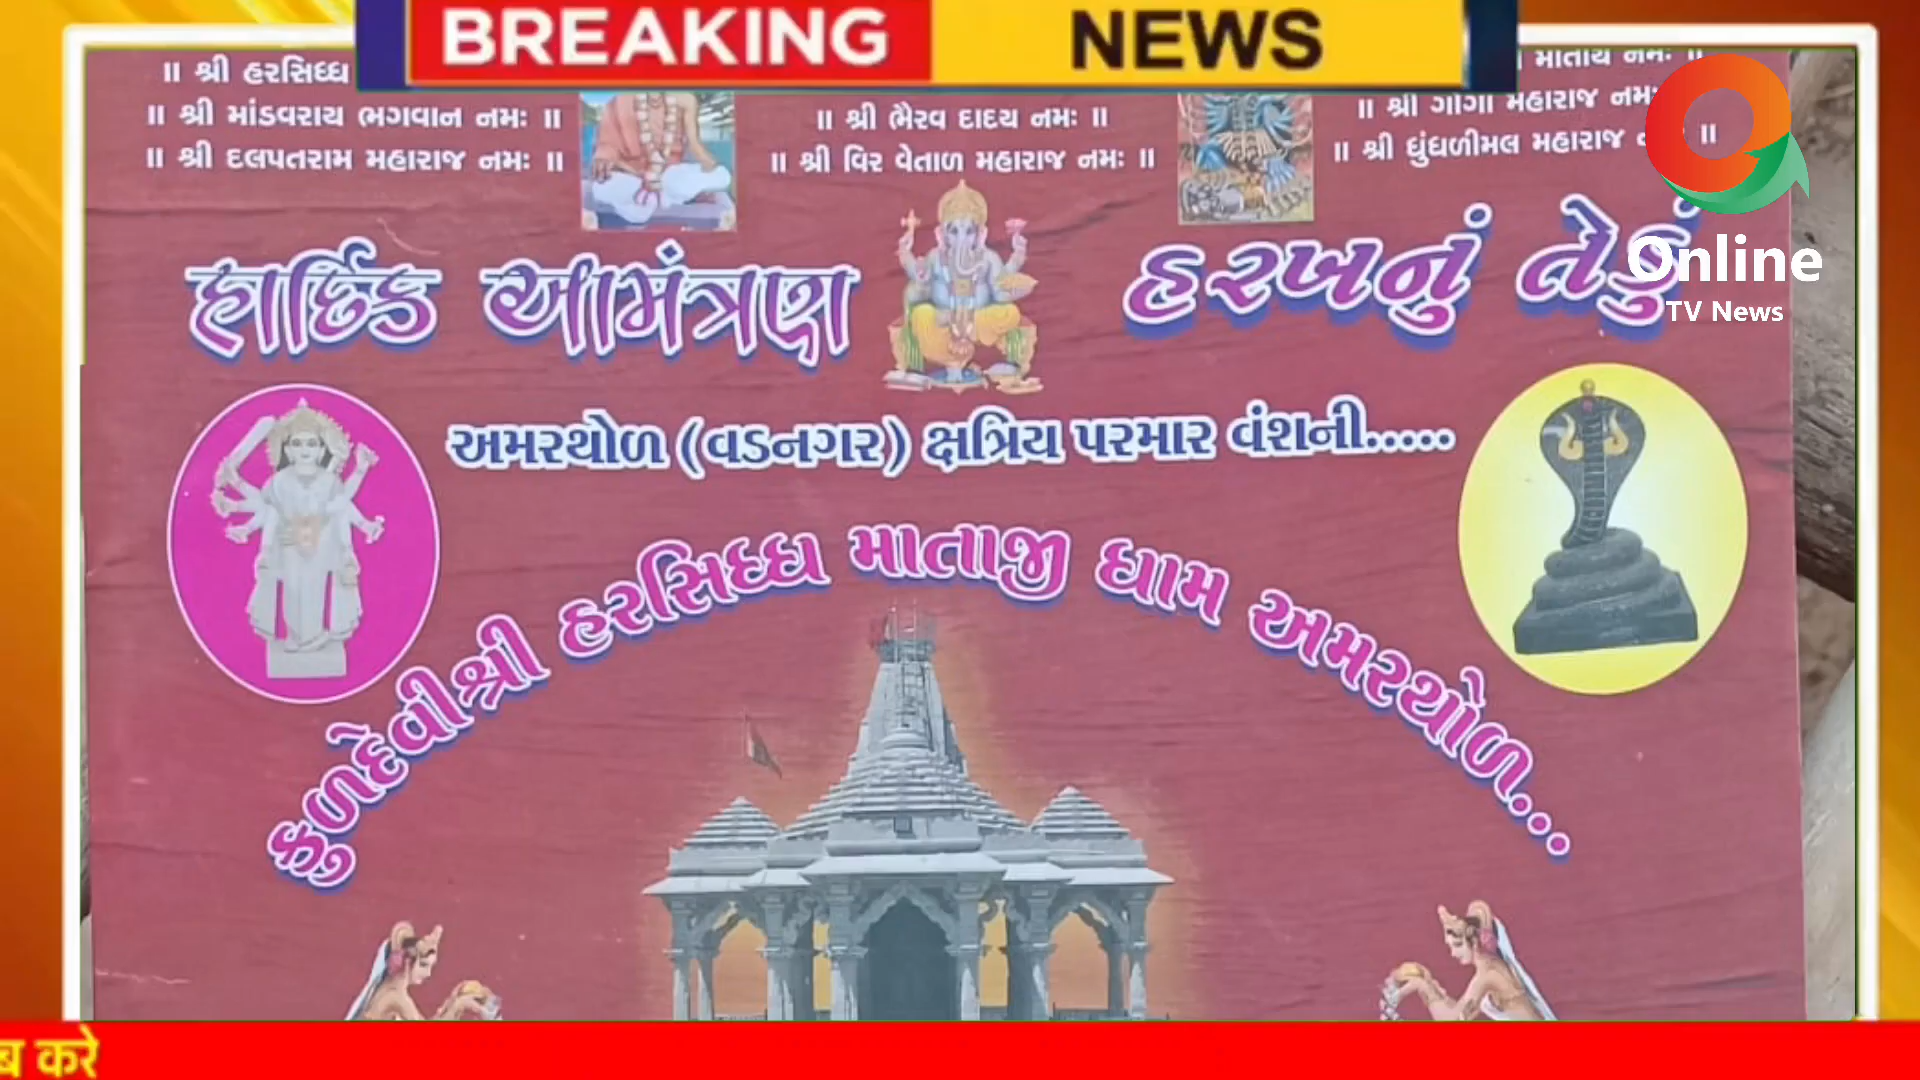 BREAKING NEWS
॥ શ્રી હરસિધ્ધ
માતાય નમઃ ॥
॥ શ્રી માંડવરાય ભગવાન નમઃ ॥
॥ શ્રી ભૈરવ દાદાય નમઃ ॥
॥ શ્રી ગોગા મહારાજ નમઃ
॥ શ્રી દલપતરામ મહારાજ નમઃ ॥
॥ શ્રી વિર વેતાળ મહારાજ નમઃ ॥
॥ શ્રી ધુંધળીમલ મહારાજ
હાર્દિક આમંત્રણ
હરખનું તેડું
Online
TV News
અમરથોળ (વડનગર) ક્ષત્રિય પરમાર વંશની.....
કુળદેવીશ્રી હરસિધ્ધ માતાજી ધામ અમરથોળ...
ब करे